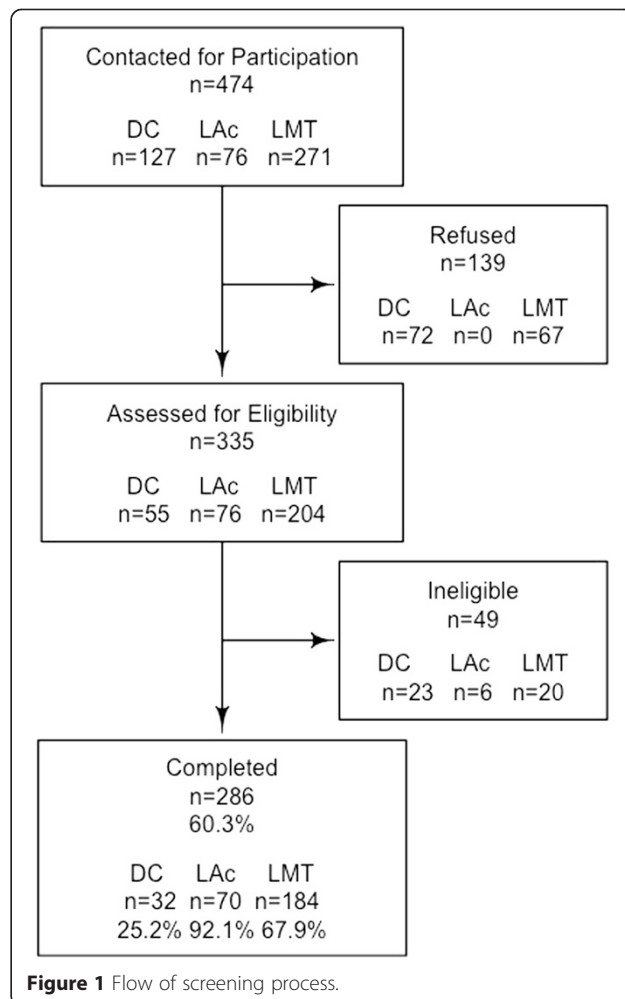 Contacted for Participation
n=474
DC LAc LMT
n=127 n=76 n=271
Refused
n=139
DC LAc LMT
n=72 n=0 n=67
Assessed for Eligibility
n=335
DC LAc LMT
n=55 n=76 n=204
Ineligible
n=49
DC LAc LMT
n=23 n=6 n=20
Completed
n=286
60.3%
DC LAc LMT
n=32 n=70 n=184
25.2% 92.1% 67.9%
Figure 1 Flow of screening process.